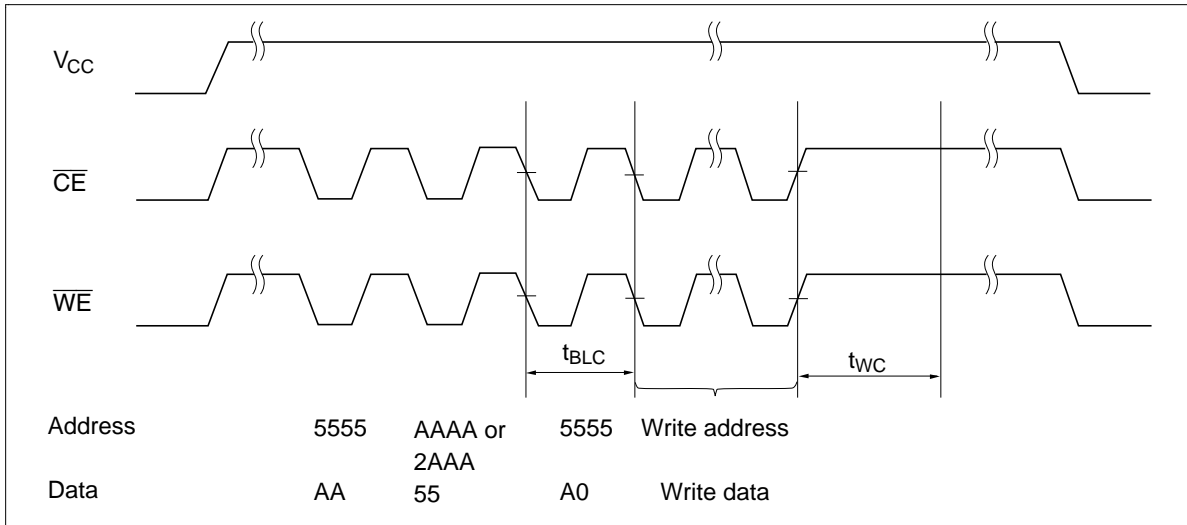 VCC
CE
WE
tBLC
tWC
Address 5555 AAAA or 5555 Write address
2AAA
Data AA 55 A0 Write data